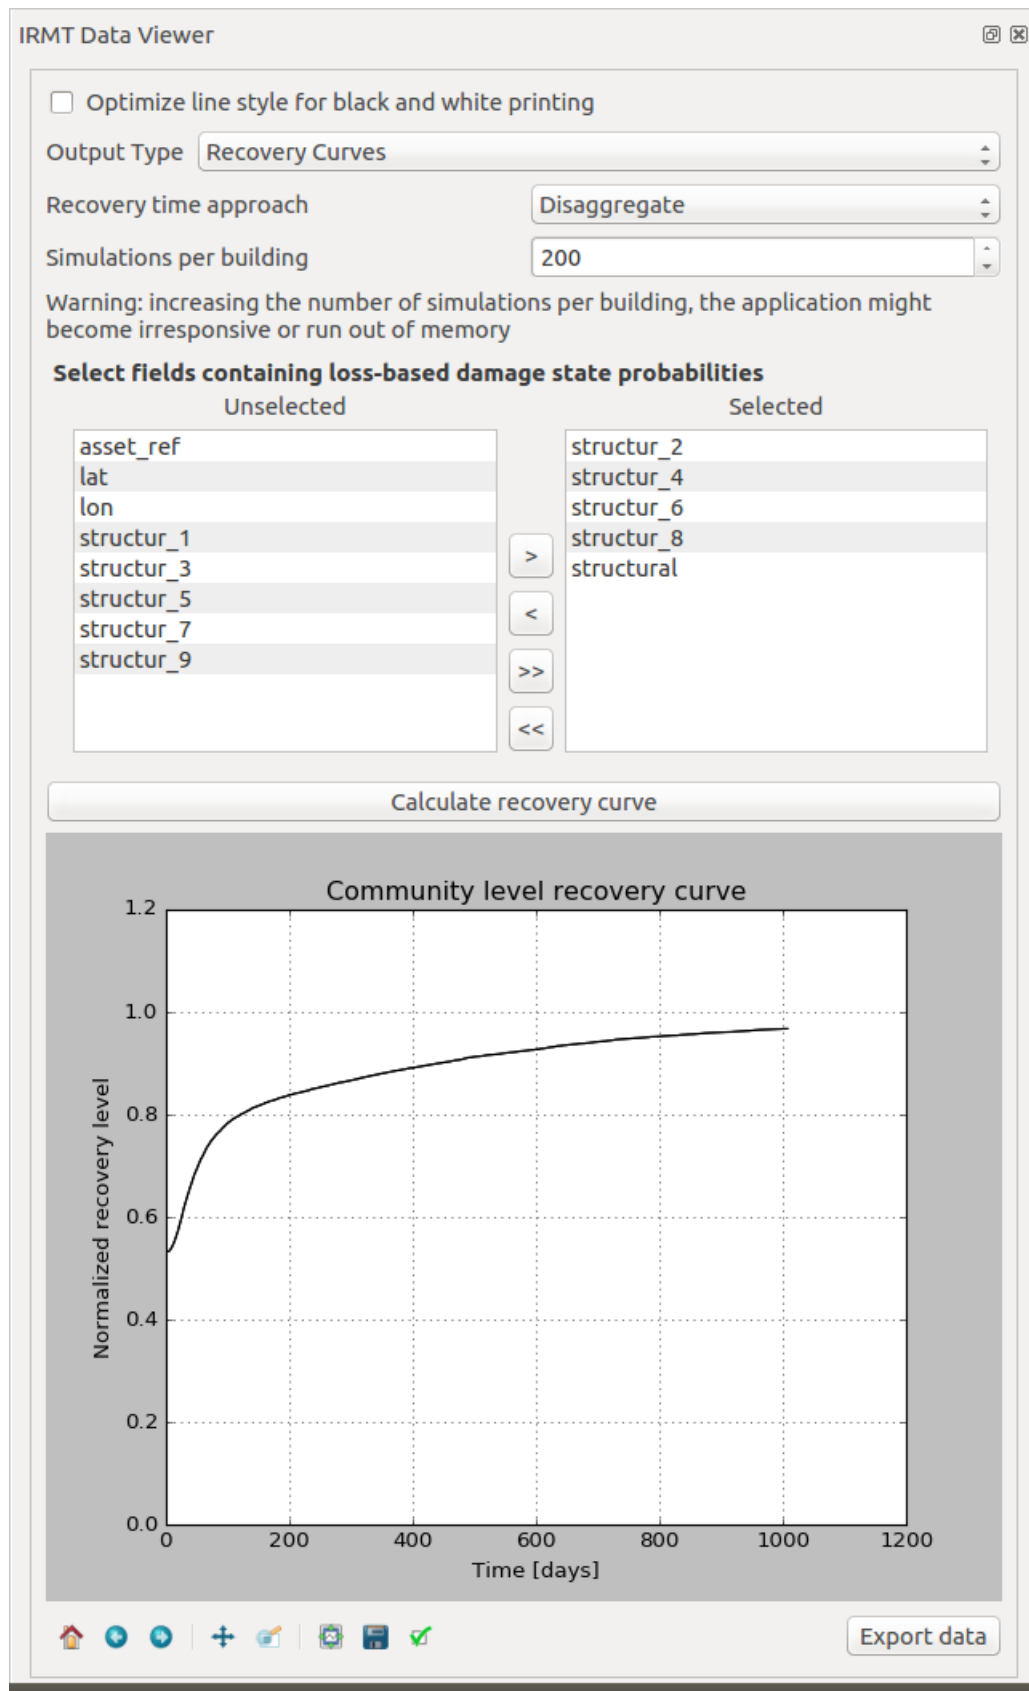 IRMT Data Viewer
Optimize line style for black and white printing
Output Type Recovery Curves
Recovery time approach Disaggregate
Simulations per building 200
Warning: increasing the number of simulations per building, the application might
become irresponsive or run out of memory
Select fields containing loss-based damage state probabilities
Unselected Selected
asset_ref structur_2
lat structur_4
lon structur_6
structur_1 structur_8
structur_3 structural
structur_5
structur_7
structur_9
>
<
>>
<<
Calculate recovery curve
Community level recovery curve
1.2
1.0
0.8
0.6
0.4
0.2
0.0
Normalized recovery level
0 200 400 600 800 1000 1200
Time [days]
Export data